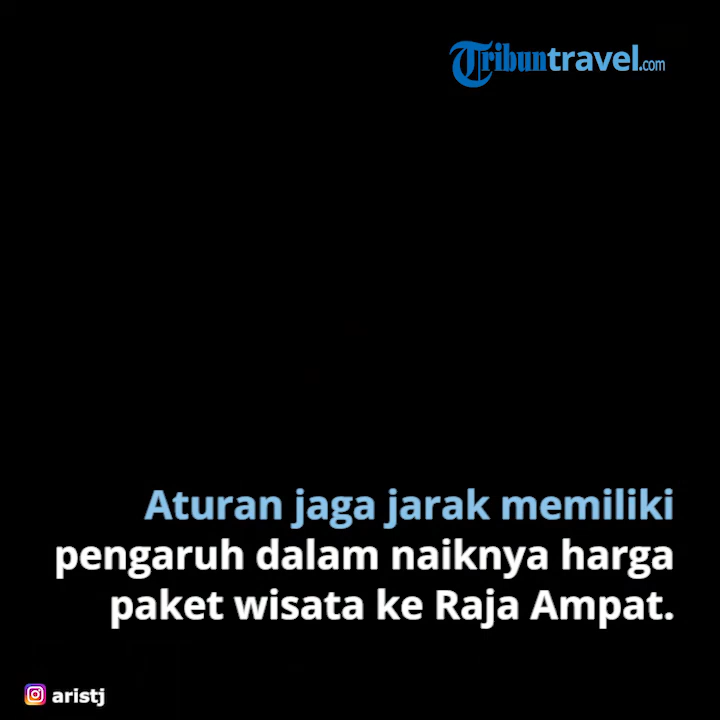 Tribuntravel.com
Aturan jaga jarak memiliki
pengaruh dalam naiknya harga
paket wisata ke Raja Ampat.
aristj